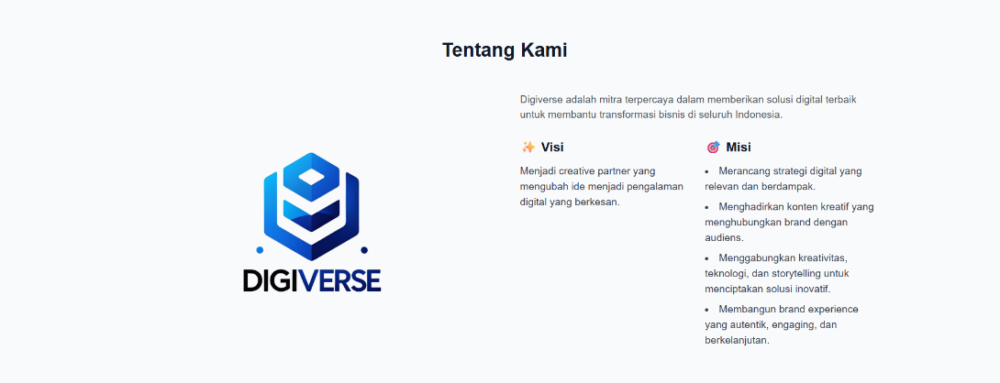 Tentang Kami
DIGIVERSE
Digiverse adalah mitra terpercaya dalam memberikan solusi digital terbaik
untuk membantu transformasi bisnis di seluruh Indonesia.
✨ Visi
Menjadi creative partner yang
mengubah ide menjadi pengalaman
digital yang berkesan.
🎯 Misi
• Merancang strategi digital yang
relevan dan berdampak.
• Menghadirkan konten kreatif yang
menghubungkan brand dengan
audiens.
• Menggabungkan kreativitas,
teknologi, dan storytelling untuk
menciptakan solusi inovatif.
• Membangun brand experience
yang autentik, engaging, dan
berkelanjutan.